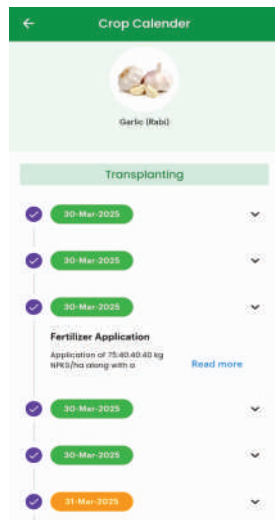 Crop Calender
Garlic (Rabi)
Transplanting
30-Mar-2025
30-Mar-2025
30-Mar-2025
Fertilizer Application
Application of 75:40:40:40 kg
NPKS/ha along with a
Read more
30-Mar-2025
30-Mar-2025
31-Mar-2025